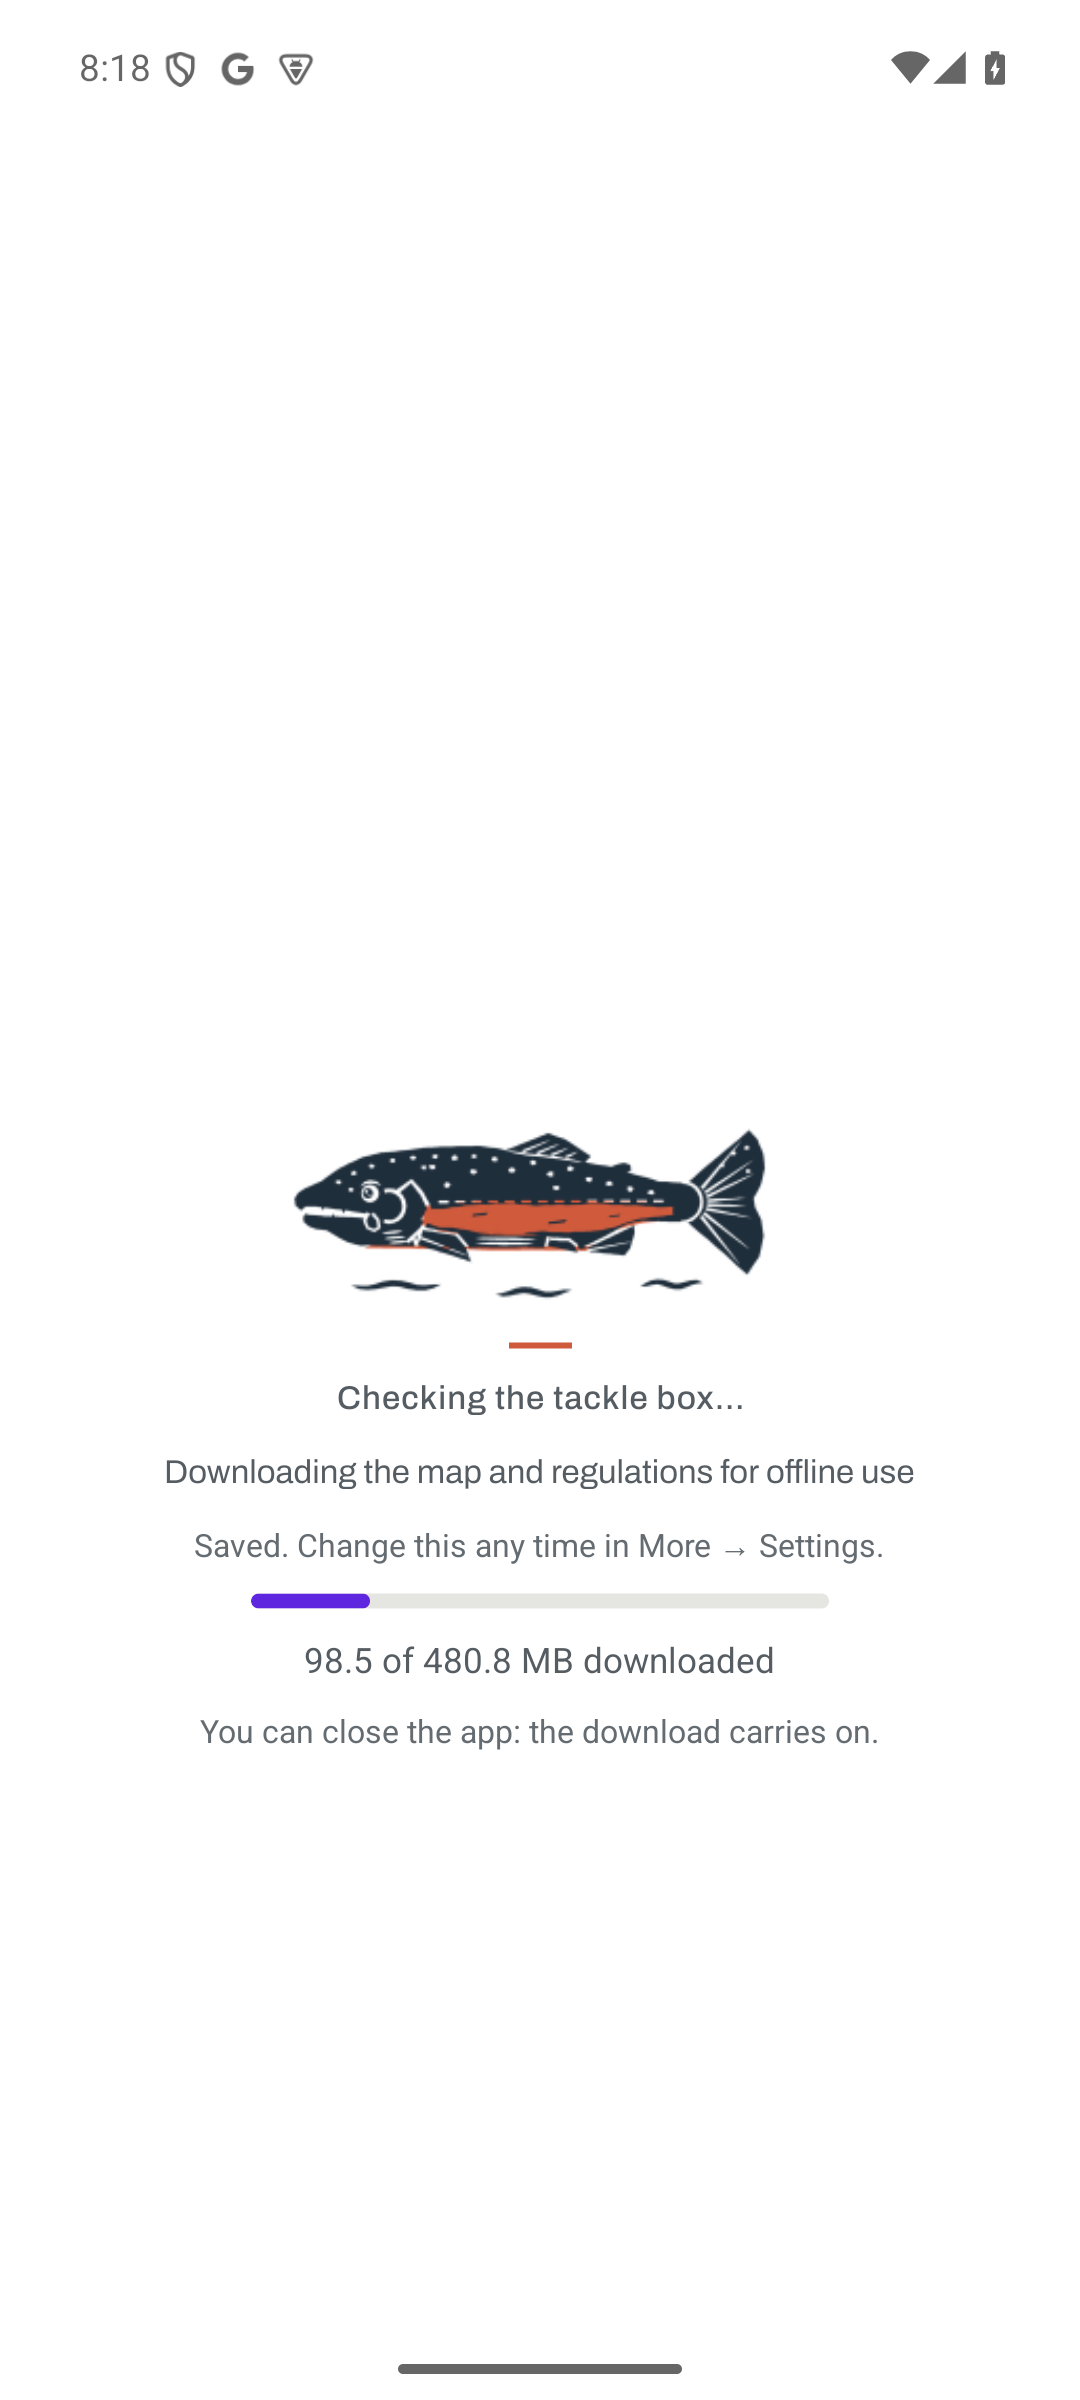 8:18
Checking the tackle box...
Downloading the map and regulations for offline use
Saved. Change this any time in More → Settings.
98.5 of 480.8 MB downloaded
You can close the app: the download carries on.